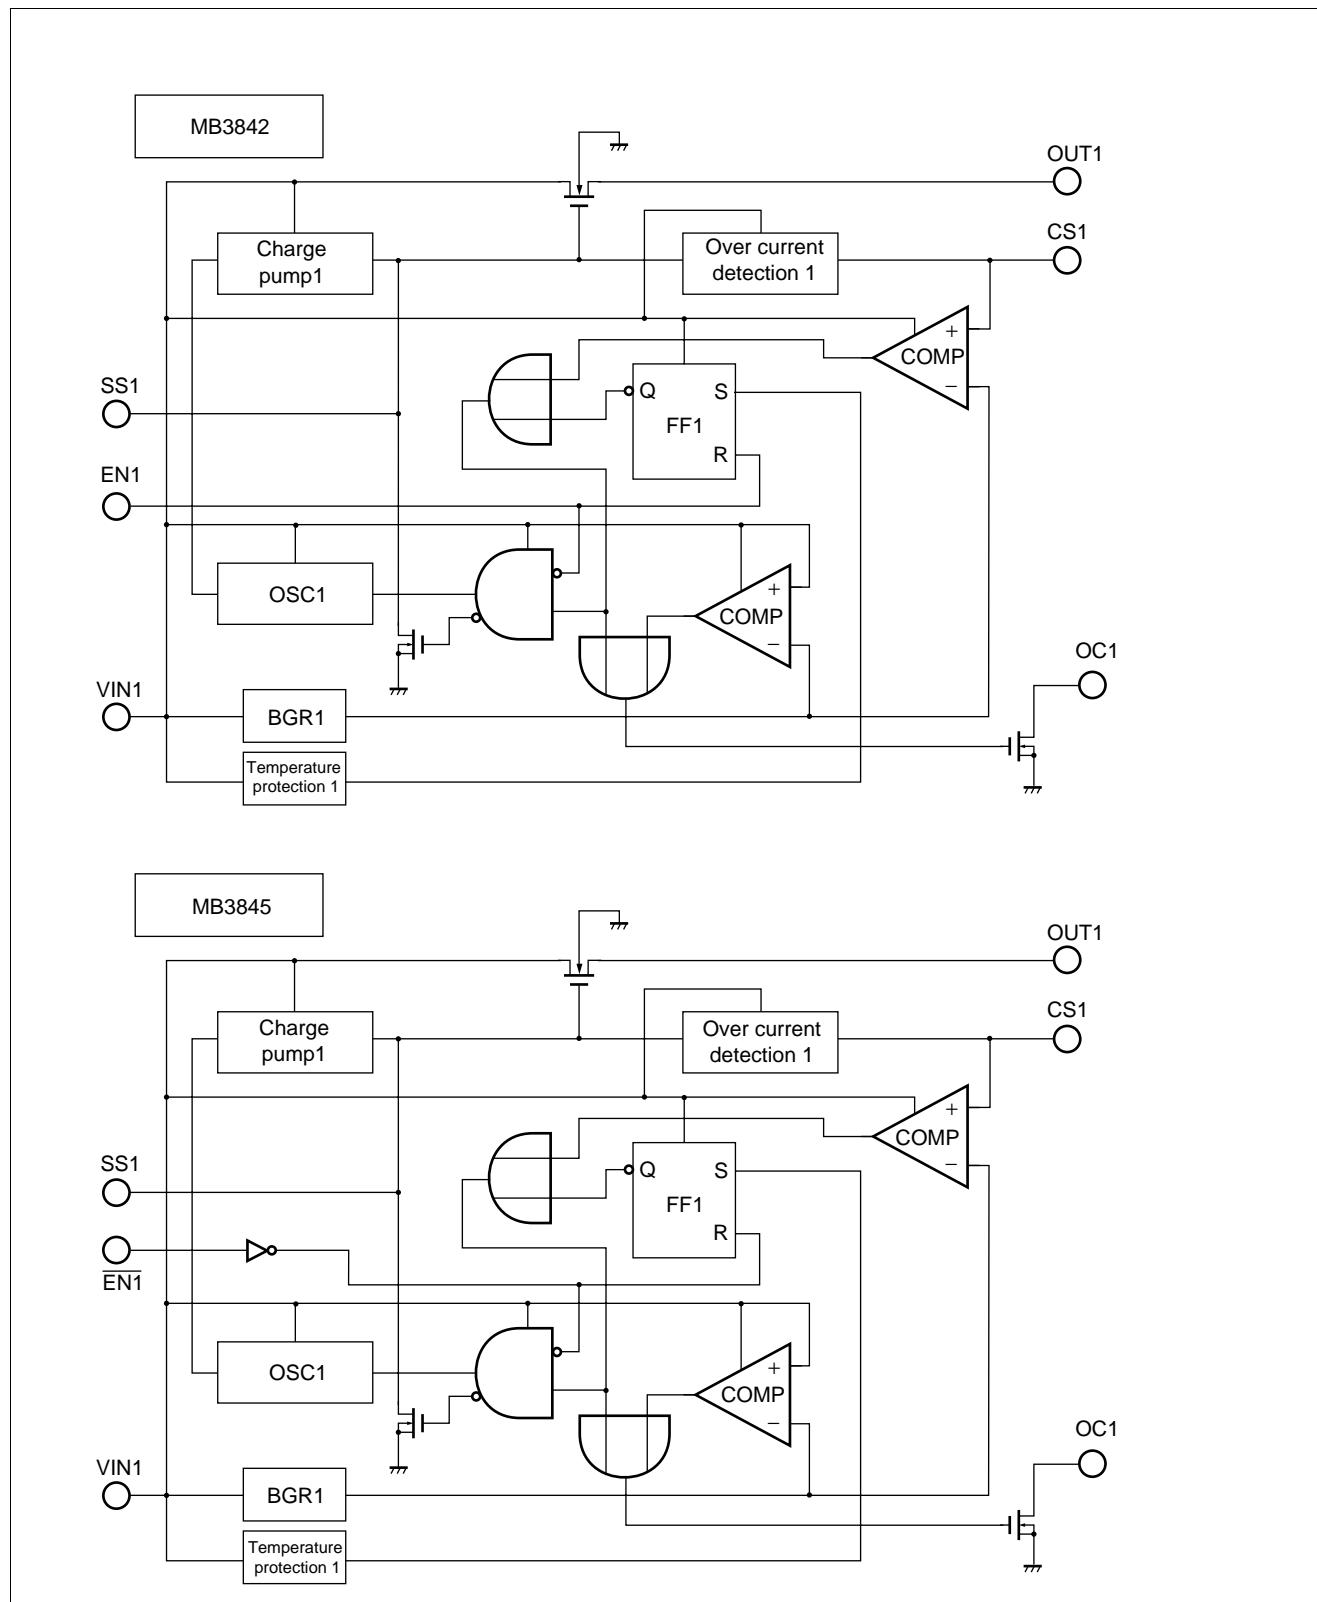 MB3842
OUT1
Charge
pump1
Over current
detection 1
CS1
+
COMP
−
SS1
Q
S
FF1
R
EN1
OSC1
+
COMP
−
OC1
VIN1
BGR1
Temperature
protection 1
MB3845
OUT1
Charge
pump1
Over current
detection 1
CS1
+
COMP
−
SS1
Q
S
FF1
R
EN1
OSC1
+
COMP
−
OC1
VIN1
BGR1
Temperature
protection 1